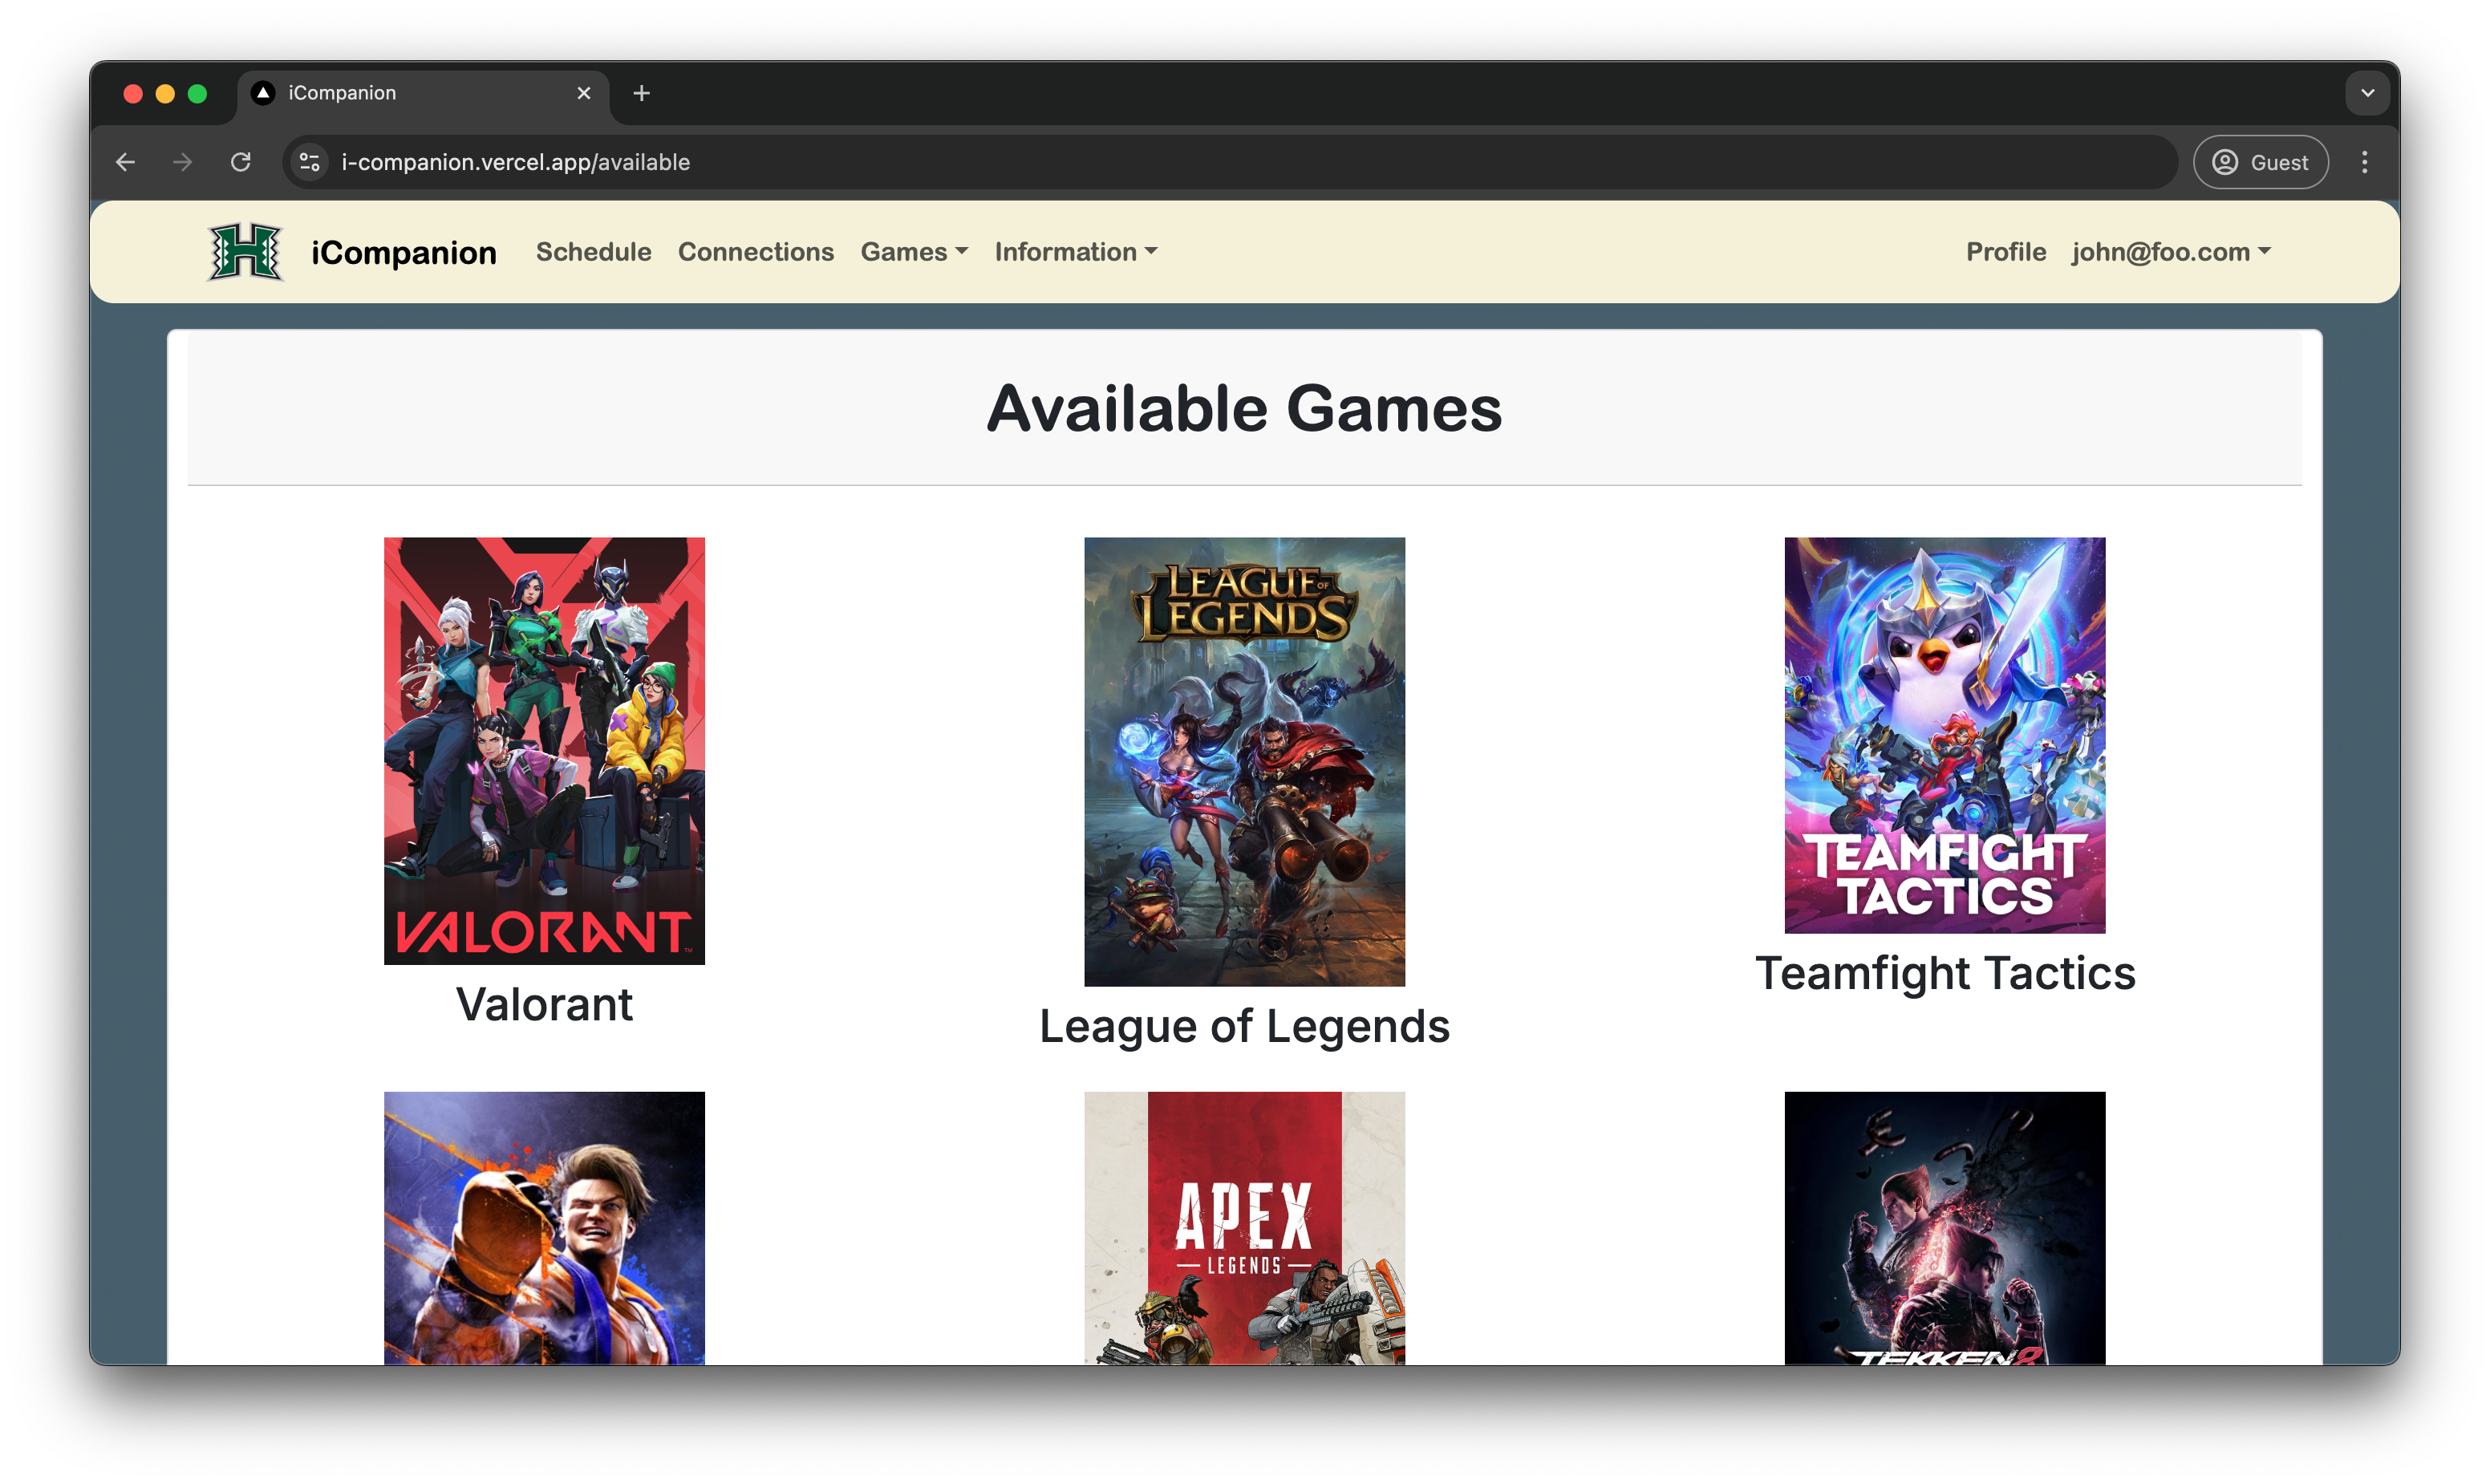 iCompanion
i-companion.vercel.app/available
Guest
H
iCompanion Schedule Connections Games Information Profile john@foo.com
Available Games
VALORANT™
Valorant
LEAGUE OF
LEGENDS
League of Legends
TEAMFIGHT
TACTICS
Teamfight Tactics
APEX
LEGENDS
TEKKEN 8